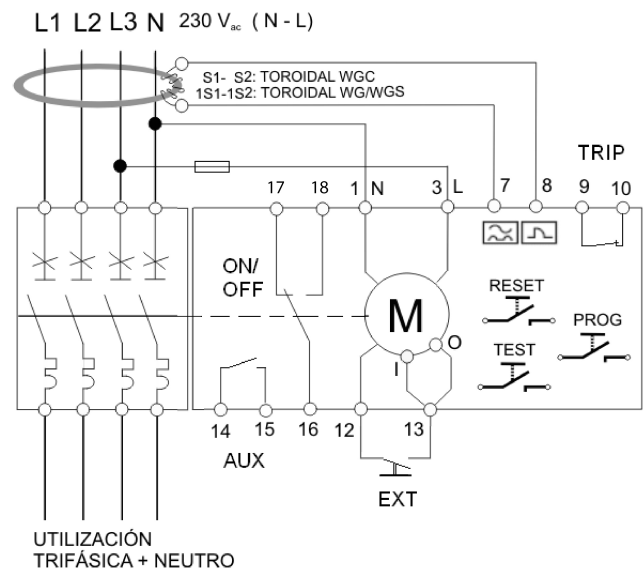 L1 L2 L3 N 230 Vac ( N - L)
S1- S2: TOROIDAL WGC
1S1-1S2: TOROIDAL WG/WGS
TRIP
17 18 1 N 3 L 7 8 9 10
ON/
OFF
M
RESET
PROG
TEST
I O
14 15 16 12 13
AUX
EXT
UTILIZACIÓN
TRIFÁSICA + NEUTRO